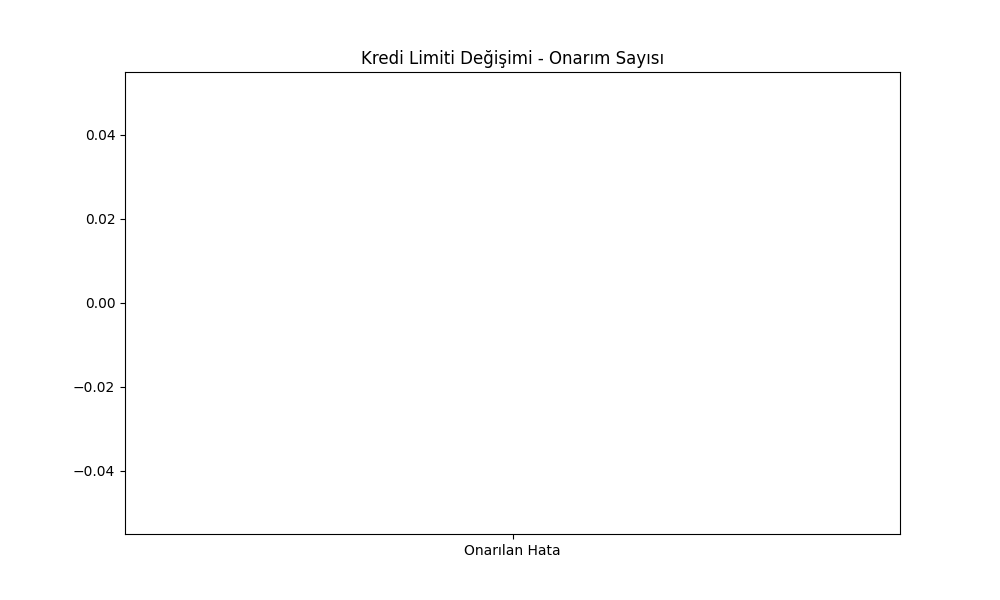 Kredi Limiti Değişimi - Onarım Sayısı
0.04
0.02
0.00
−0.02
−0.04
Onarılan Hata